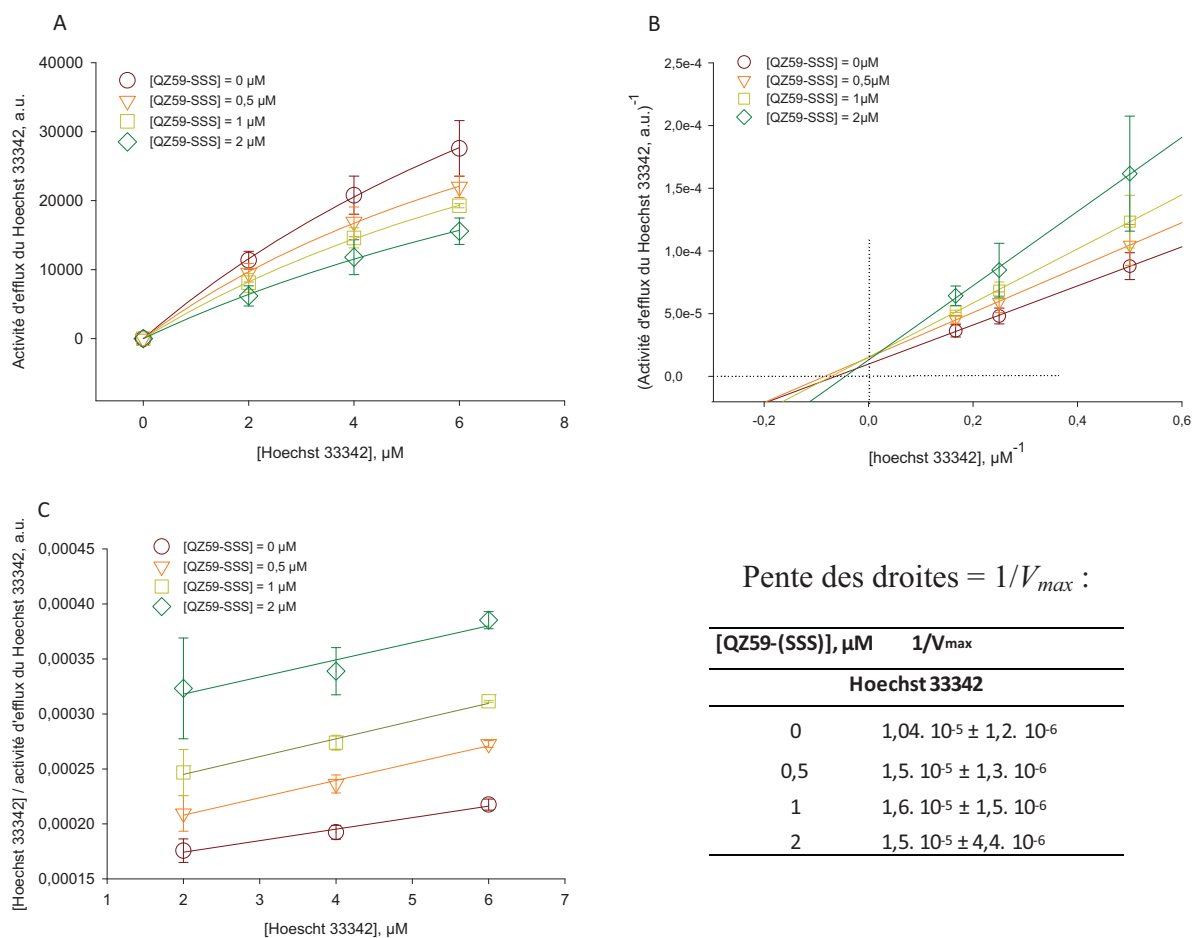 A
Activité d'efflux du Hoechst 33342, a.u.
40000
30000
20000
10000
0
[QZ59-SSS] = 0 µM
[QZ59-SSS] = 0,5 µM
[QZ59-SSS] = 1 µM
[QZ59-SSS] = 2 µM
0 2 4 6 8
[Hoechst 33342], µM
B
(Activité d'efflux du Hoechst 33342, a.u.)-1
2,5e-4
2,0e-4
1,5e-4
1,0e-4
5,0e-5
0,0
[QZ59-SSS] = 0µM
[QZ59-SSS] = 0,5µM
[QZ59-SSS] = 1µM
[QZ59-SSS] = 2µM
-0,2 0,0 0,2 0,4 0,6
[hoechst 33342], µM-1
C
[Hoechst 33342] / activité d'efflux du Hoechst 33342, a.u.
0,00045
0,00040
0,00035
0,00030
0,00025
0,00020
0,00015
[QZ59-SSS] = 0 µM
[QZ59-SSS] = 0,5 µM
[QZ59-SSS] = 1 µM
[QZ59-SSS] = 2 µM
1 2 3 4 5 6 7
[Hoescht 33342], µM
Pente des droites = 1/Vmax :
[QZ59-(SSS)], µM 1/Vmax
Hoechst 33342
0 1,04. 10-5 ± 1,2. 10-6
0,5 1,5. 10-5 ± 1,3. 10-6
1 1,6. 10-5 ± 1,5. 10-6
2 1,5. 10-5 ± 4,4. 10-6